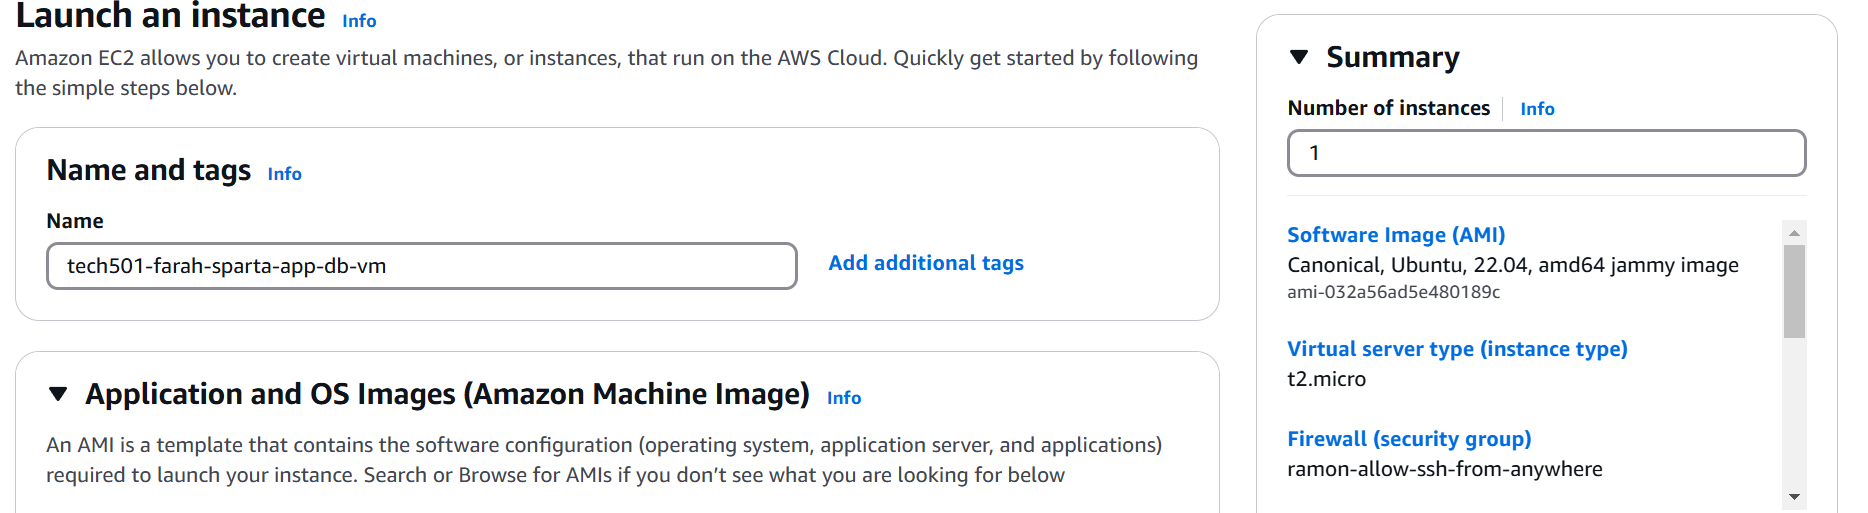 Launch an instance Info
Amazon EC2 allows you to create virtual machines, or instances, that run on the AWS Cloud. Quickly get started by following
the simple steps below.
Name and tags Info
Name
tech501-farah-sparta-app-db-vm
Add additional tags
Application and OS Images (Amazon Machine Image) Info
An AMI is a template that contains the software configuration (operating system, application server, and applications)
required to launch your instance. Search or Browse for AMIs if you don’t see what you are looking for below
Summary
Number of instances Info
1
Software Image (AMI)
Canonical, Ubuntu, 22.04, amd64 jammy image
ami-032a56ad5e480189c
Virtual server type (instance type)
t2.micro
Firewall (security group)
ramon-allow-ssh-from-anywhere